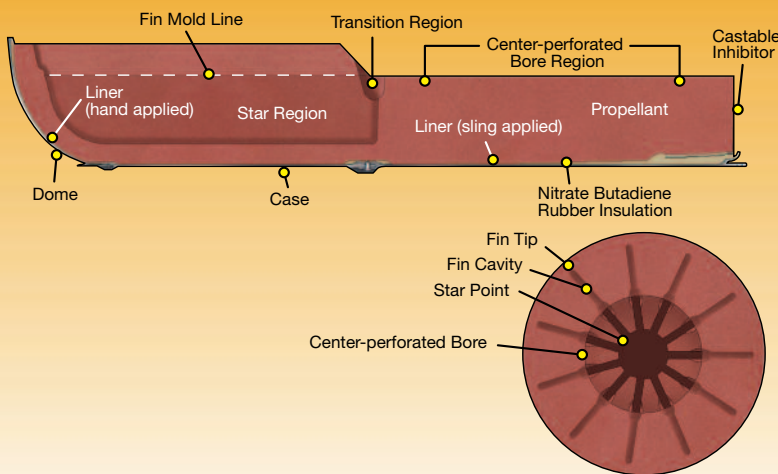 Fin Mold Line
Transition Region
Center-perforated
Bore Region
Castable
Inhibitor
Liner
(hand applied)
Star Region
Propellant
Liner (sling applied)
Dome
Case
Nitrate Butadiene
Rubber Insulation
Fin Tip
Fin Cavity
Star Point
Center-perforated Bore